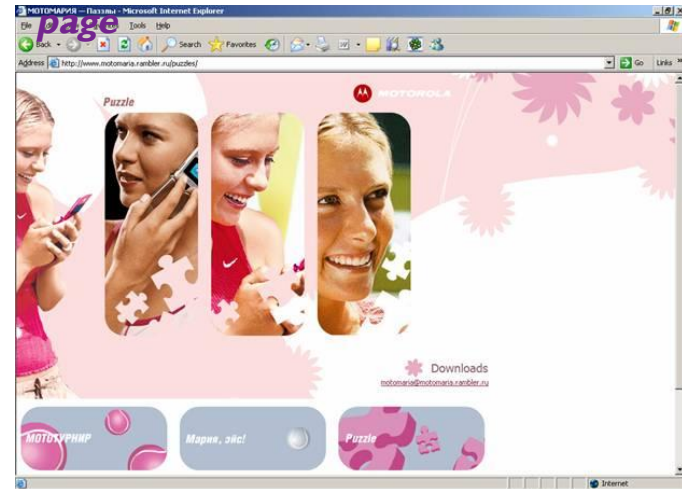 МОТОМАРИЯ — Паззлы - Microsoft Internet Explorer
page
Tools Help
Back
Search
Favorites
Address http://www.motomaria.rambler.ru/puzzles/
Go
Links
Puzzle
MOTOROLA
Downloads
motomaria@motomaria.rambler.ru
МОТОТУРНИР
Мария, эйс!
Puzzle
Internet